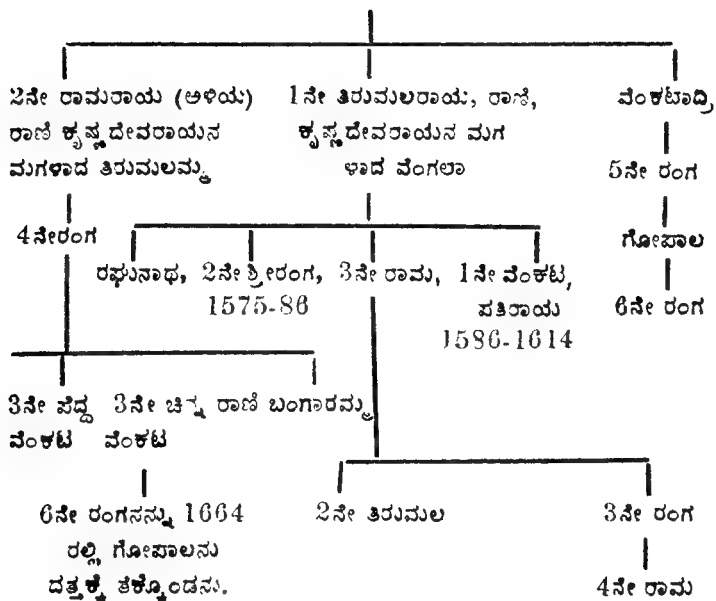 2ನೇ ರಾಮರಾಯ (ಅಳಿಯ) 1ನೇ ತಿರುಮಲರಾಯ, ರಾಣಿ, ವೆಂಕಟಾದ್ರಿ
ರಾಣಿ ಕೃಷ್ಣದೇವರಾಯನ ಕೃಷ್ಣದೇವರಾಯನ ಮಗ
ಮಗಳಾದ ತಿರುಮಲಮ್ಮ ಳಾದ ವೆಂಗಲಾ 5ನೇ ರಂಗ
4ನೇರಂಗ ಗೋಪಾಲ
ರಘುನಾಥ, 2ನೇ ಶ್ರೀರಂಗ, 3ನೇ ರಾಮ, 1ನೇ ವೆಂಕಟ,
1575-86 ಪತಿರಾಯ 6ನೇ ರಂಗ
1586-1614
3ನೇ ಪೆದ್ದ 3ನೇ ಚಿನ್ನ ರಾಣಿ ಬಂಗಾರಮ್ಮ
ವೆಂಕಟ ವೆಂಕಟ
6ನೇ ರಂಗನನ್ನು 1664 2ನೇ ತಿರುಮಲ 3ನೇ ರಂಗ
ರಲ್ಲಿ ಗೋಪಾಲನು
ದತ್ತಕ್ಕೆ ತಕ್ಕೊಂಡನು. 4ನೇ ರಾಮ